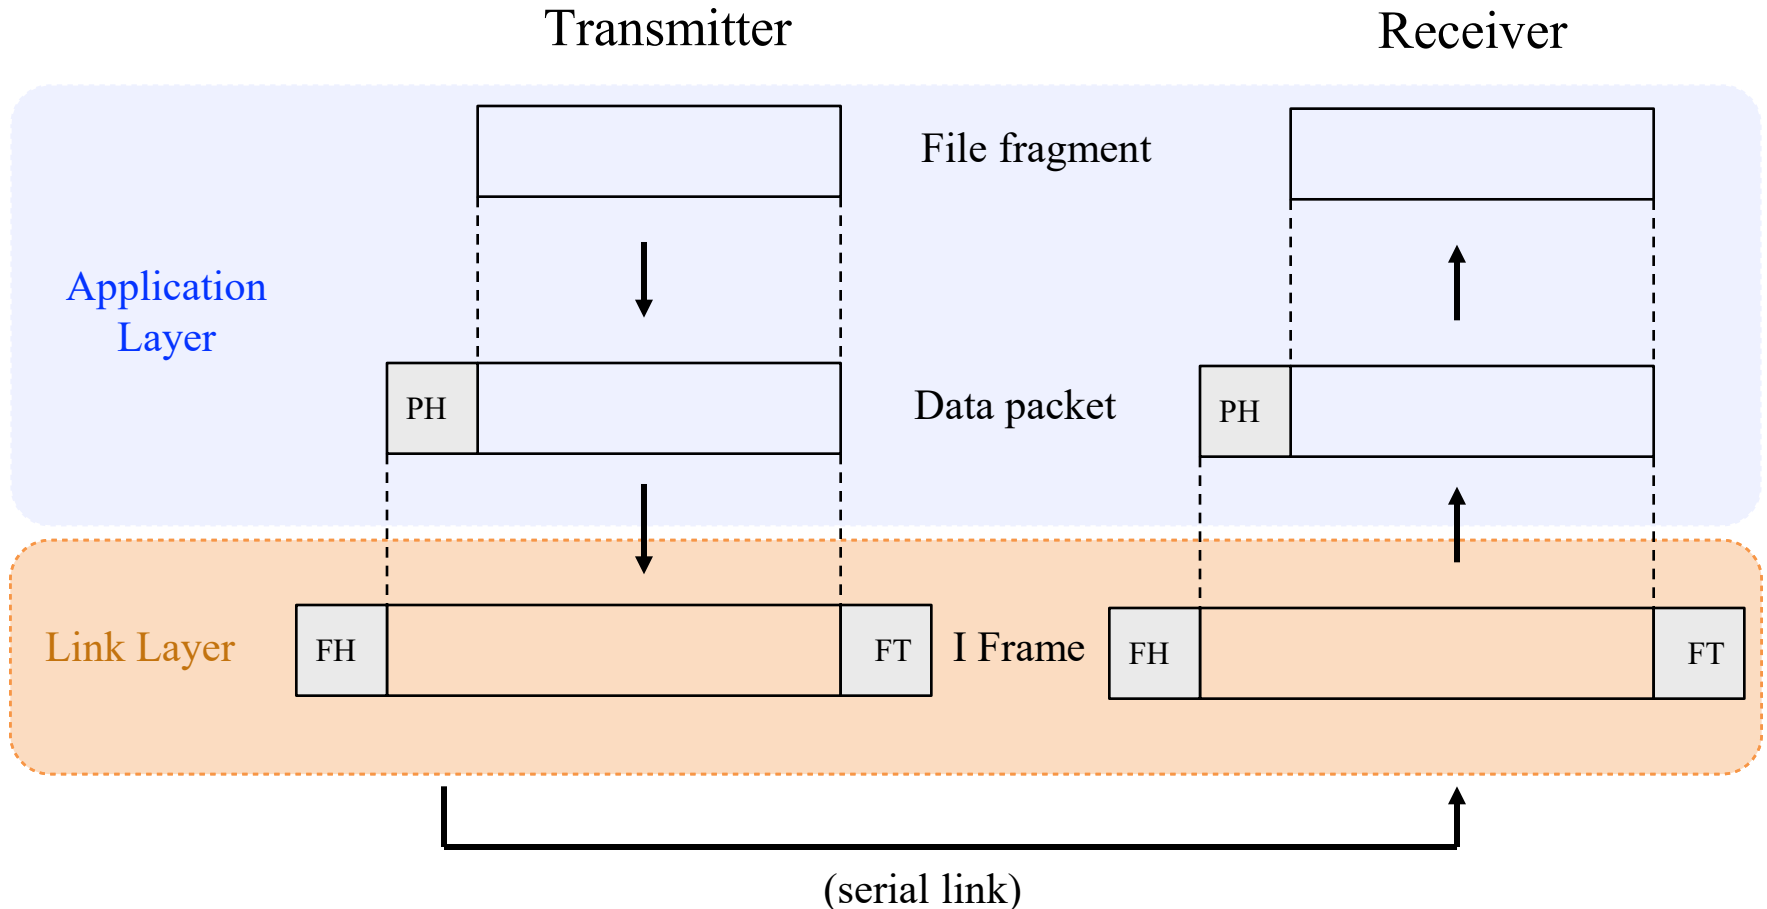 Transmitter
Receiver
File fragment
Application
Layer
PH
Data packet
PH
Link Layer
FH
FT
I Frame
FH
FT
(serial link)